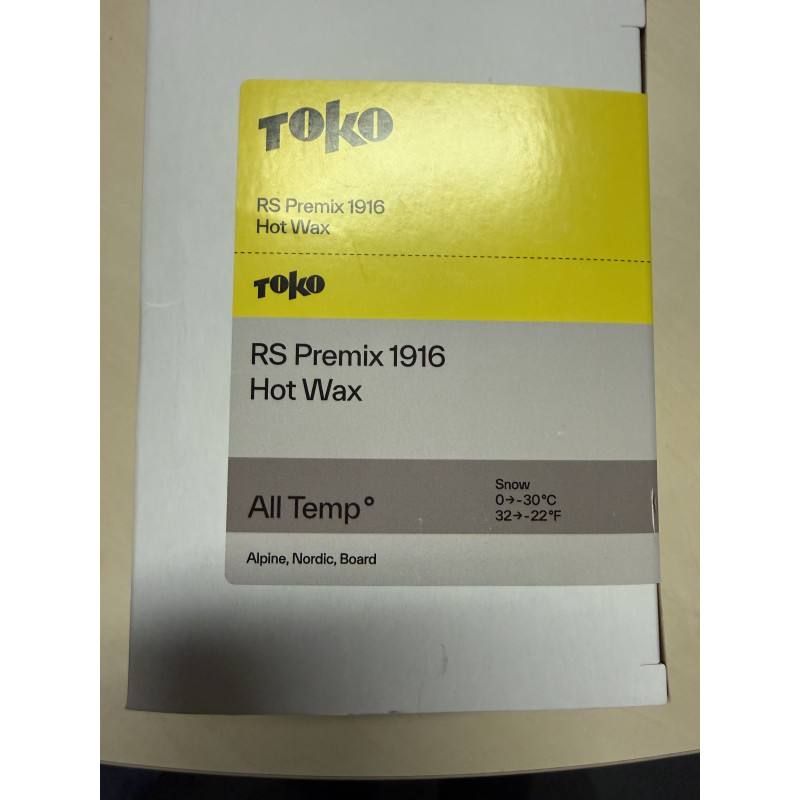 TOKO
RS Premix 1916
Hot Wax
TOKO
RS Premix 1916
Hot Wax
All Temp°
Snow
0→-30°C
32→-22°F
Alpine, Nordic, Board